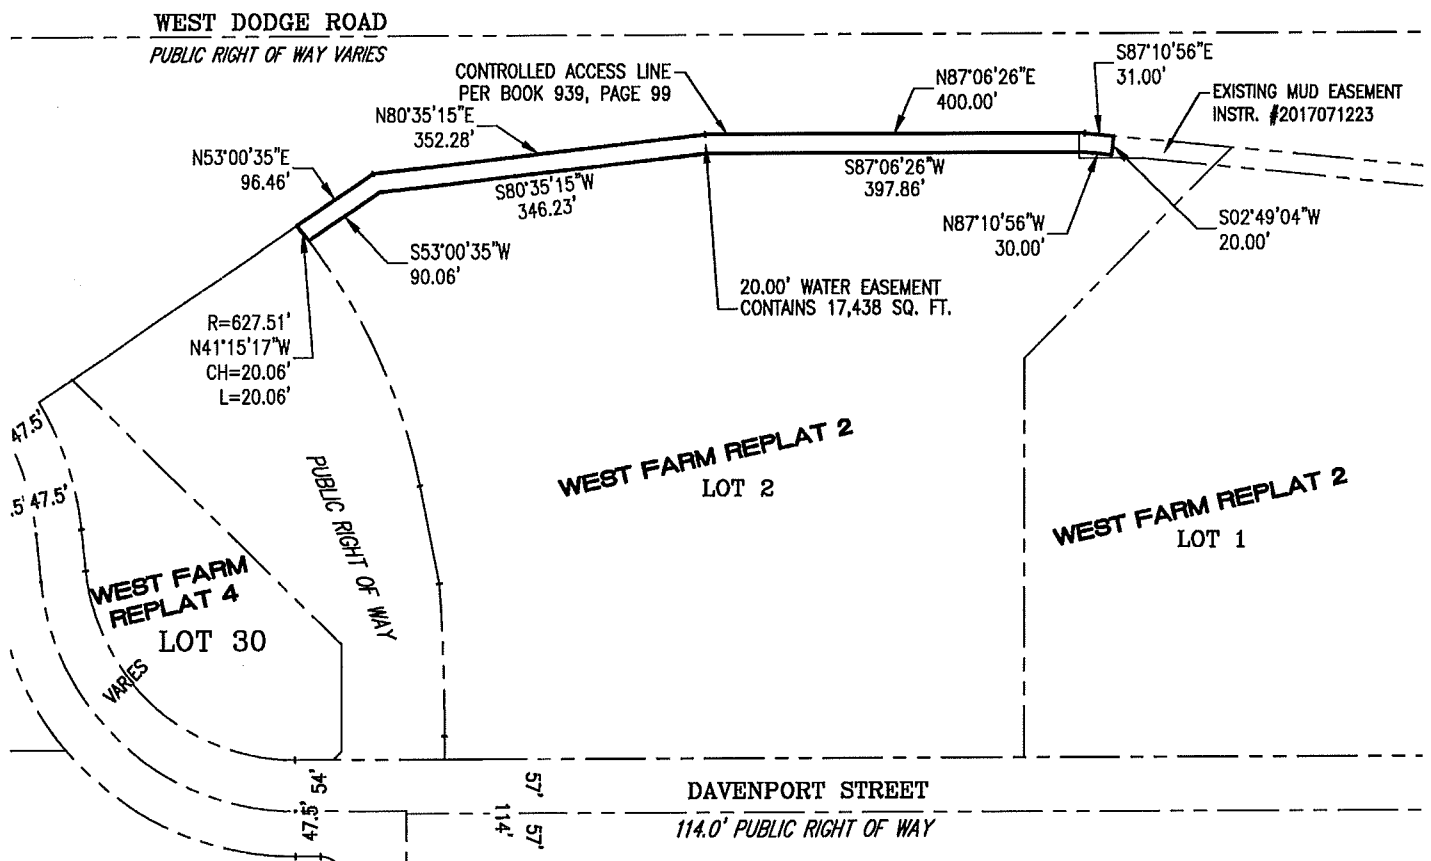 WEST DODGE ROAD
PUBLIC RIGHT OF WAY VARIES
CONTROLLED ACCESS LINE
PER BOOK 939, PAGE 99
N87°06'26"E
400.00'
S87°10'56"E
31.00'
EXISTING MUD EASEMENT
INSTR. #2017071223
N80°35'15"E
352.28'
N53°00'35"E
96.46'
S80°35'15"W
346.23'
S87°06'26"W
397.86'
N87°10'56"W
30.00'
S02°49'04"W
20.00'
S53°00'35"W
90.06'
20.00' WATER EASEMENT
CONTAINS 17,438 SQ. FT.
R=627.51'
N41°15'17"W
CH=20.06'
L=20.06'
47.5'
.5' 47.5'
PUBLIC RIGHT OF WAY
WEST FARM REPLAT 2
LOT 2
WEST FARM REPLAT 2
LOT 1
WEST FARM
REPLAT 4
LOT 30
VARIES
54'
47.5'
57'
114'
57'
DAVENPORT STREET
114.0' PUBLIC RIGHT OF WAY